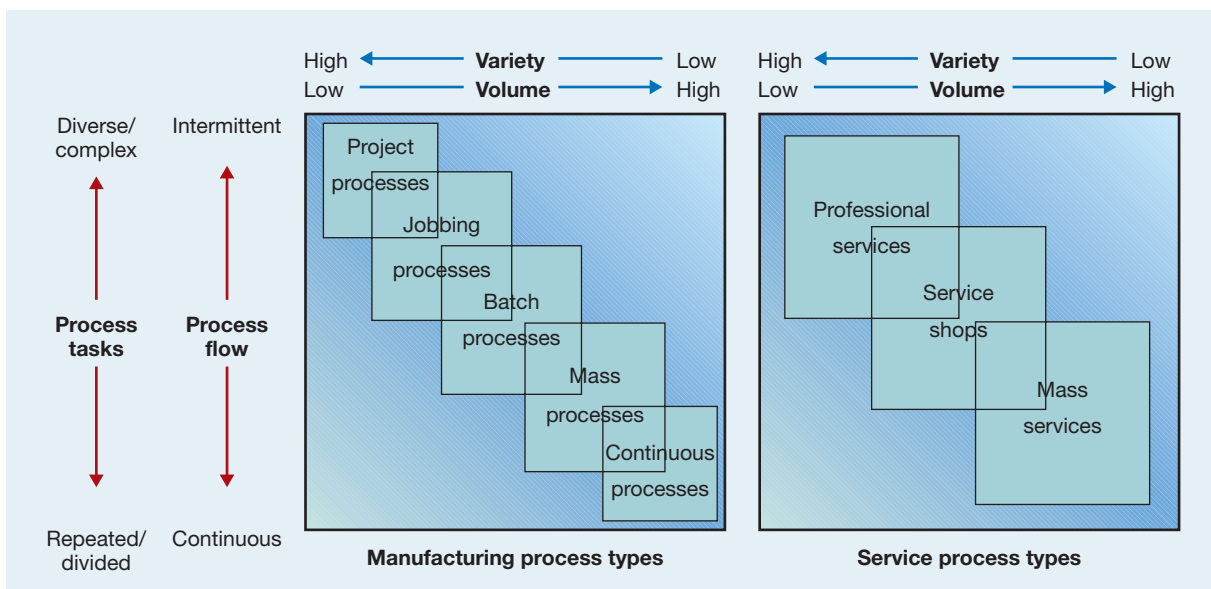 High Variety Low
Low Volume High
High Variety Low
Low Volume High
Diverse/
complex
Intermittent
Process
tasks
Process
flow
Repeated/
divided
Continuous
Project
processes
Jobbing
processes
Batch
processes
Mass
processes
Continuous
processes
Manufacturing process types
Professional
services
Service
shops
Mass
services
Service process types